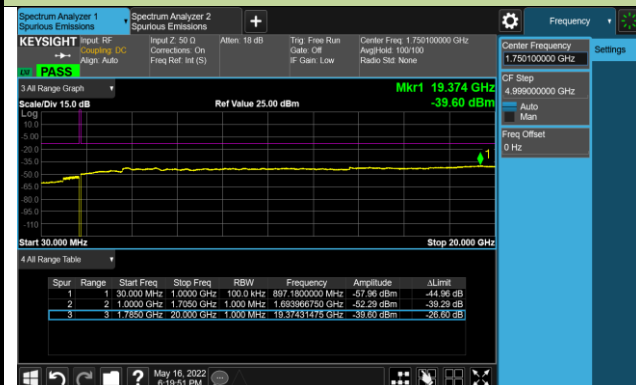 Spectrum Analyzer 1
Spurious Emissions
Spectrum Analyzer 2
Spurious Emissions
+
Frequency
KEYSIGHT
Input: RF
Coupling: DC
Align: Auto
Input Z: 50 Ω
Corrections: On
Freq Ref: Int (S)
Atten: 18 dB
Trig: Free Run
Gate: Off
IF Gain: Low
Center Freq: 1.750100000 GHz
Avg|Hold: 100/100
Radio Std: None
PASS
Center Frequency
1.750100000 GHz
Settings
CF Step
4.999000000 GHz
Auto
Man
Freq Offset
0 Hz
3 All Range Graph
Mkr1 19.374 GHz
Scale/Div 15.0 dB
Ref Value 25.00 dBm
-39.60 dBm
Log
10.0
-5.00
-20.0
-35.0
-50.0
-65.0
-80.0
-95.0
-110
1
Start 30.000 MHz
Stop 20.000 GHz
4 All Range Table
Spur Range Start Freq Stop Freq RBW Frequency Amplitude ΔLimit
1 1 30.000 MHz 1.0000 GHz 100.0 kHz 897.1800000 MHz -57.96 dBm -44.96 dB
2 2 1.0000 GHz 1.7050 GHz 1.000 MHz 1.693966750 GHz -52.29 dBm -39.29 dB
3 3 1.7850 GHz 20.000 GHz 1.000 MHz 19.37431475 GHz -39.60 dBm -26.60 dB
?
May 16, 2022
6:19:51 PM